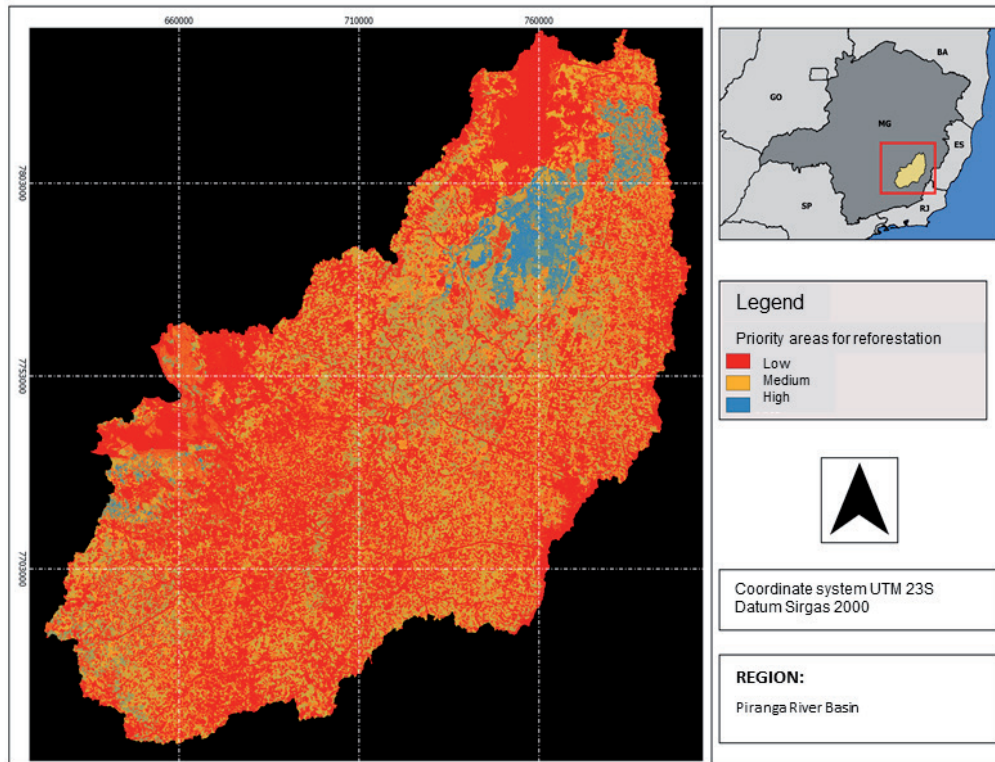 660000
710000
760000
7803000
7753000
7703000
BA
GO
MG
ES
SP
RJ
Legend
Priority areas for reforestation
Low
Medium
High
Coordinate system UTM 23S
Datum Sirgas 2000
REGION:
Piranga River Basin